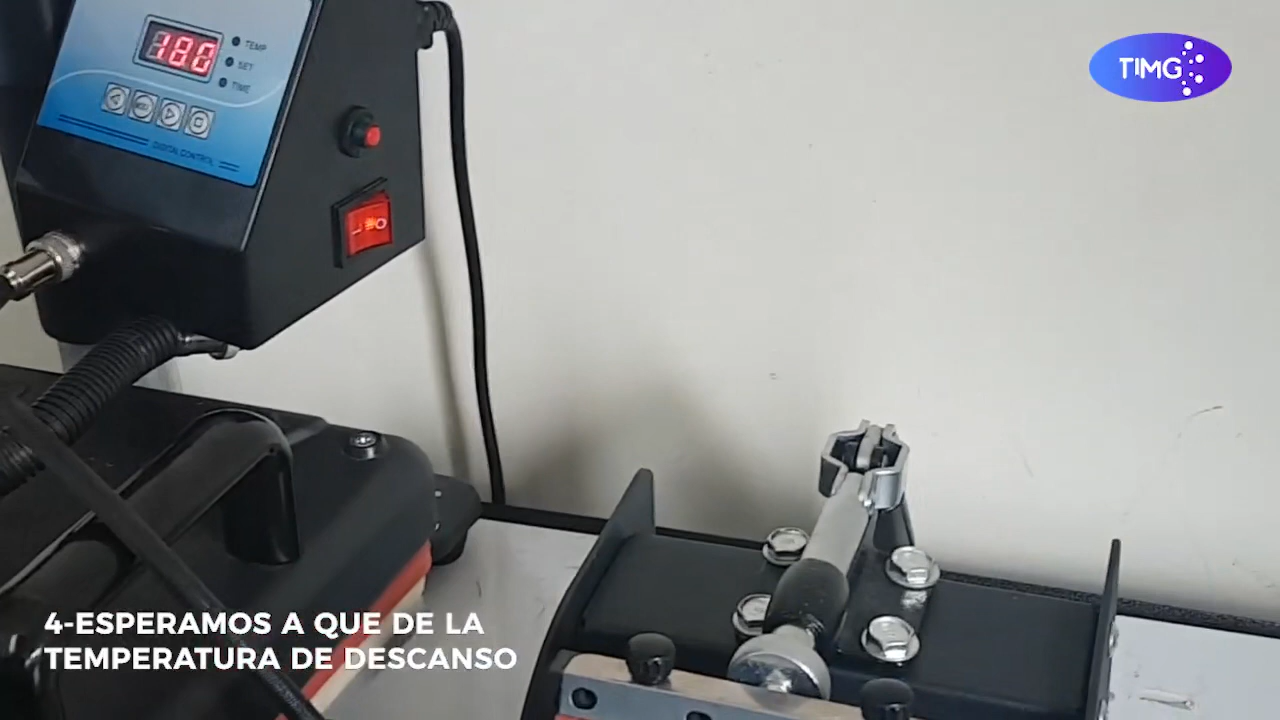 180
TEMP
SET
TIME
DIGITAL CONTROL
TIMG
4-ESPERAMOS A QUE DE LA
TEMPERATURA DE DESCANSO